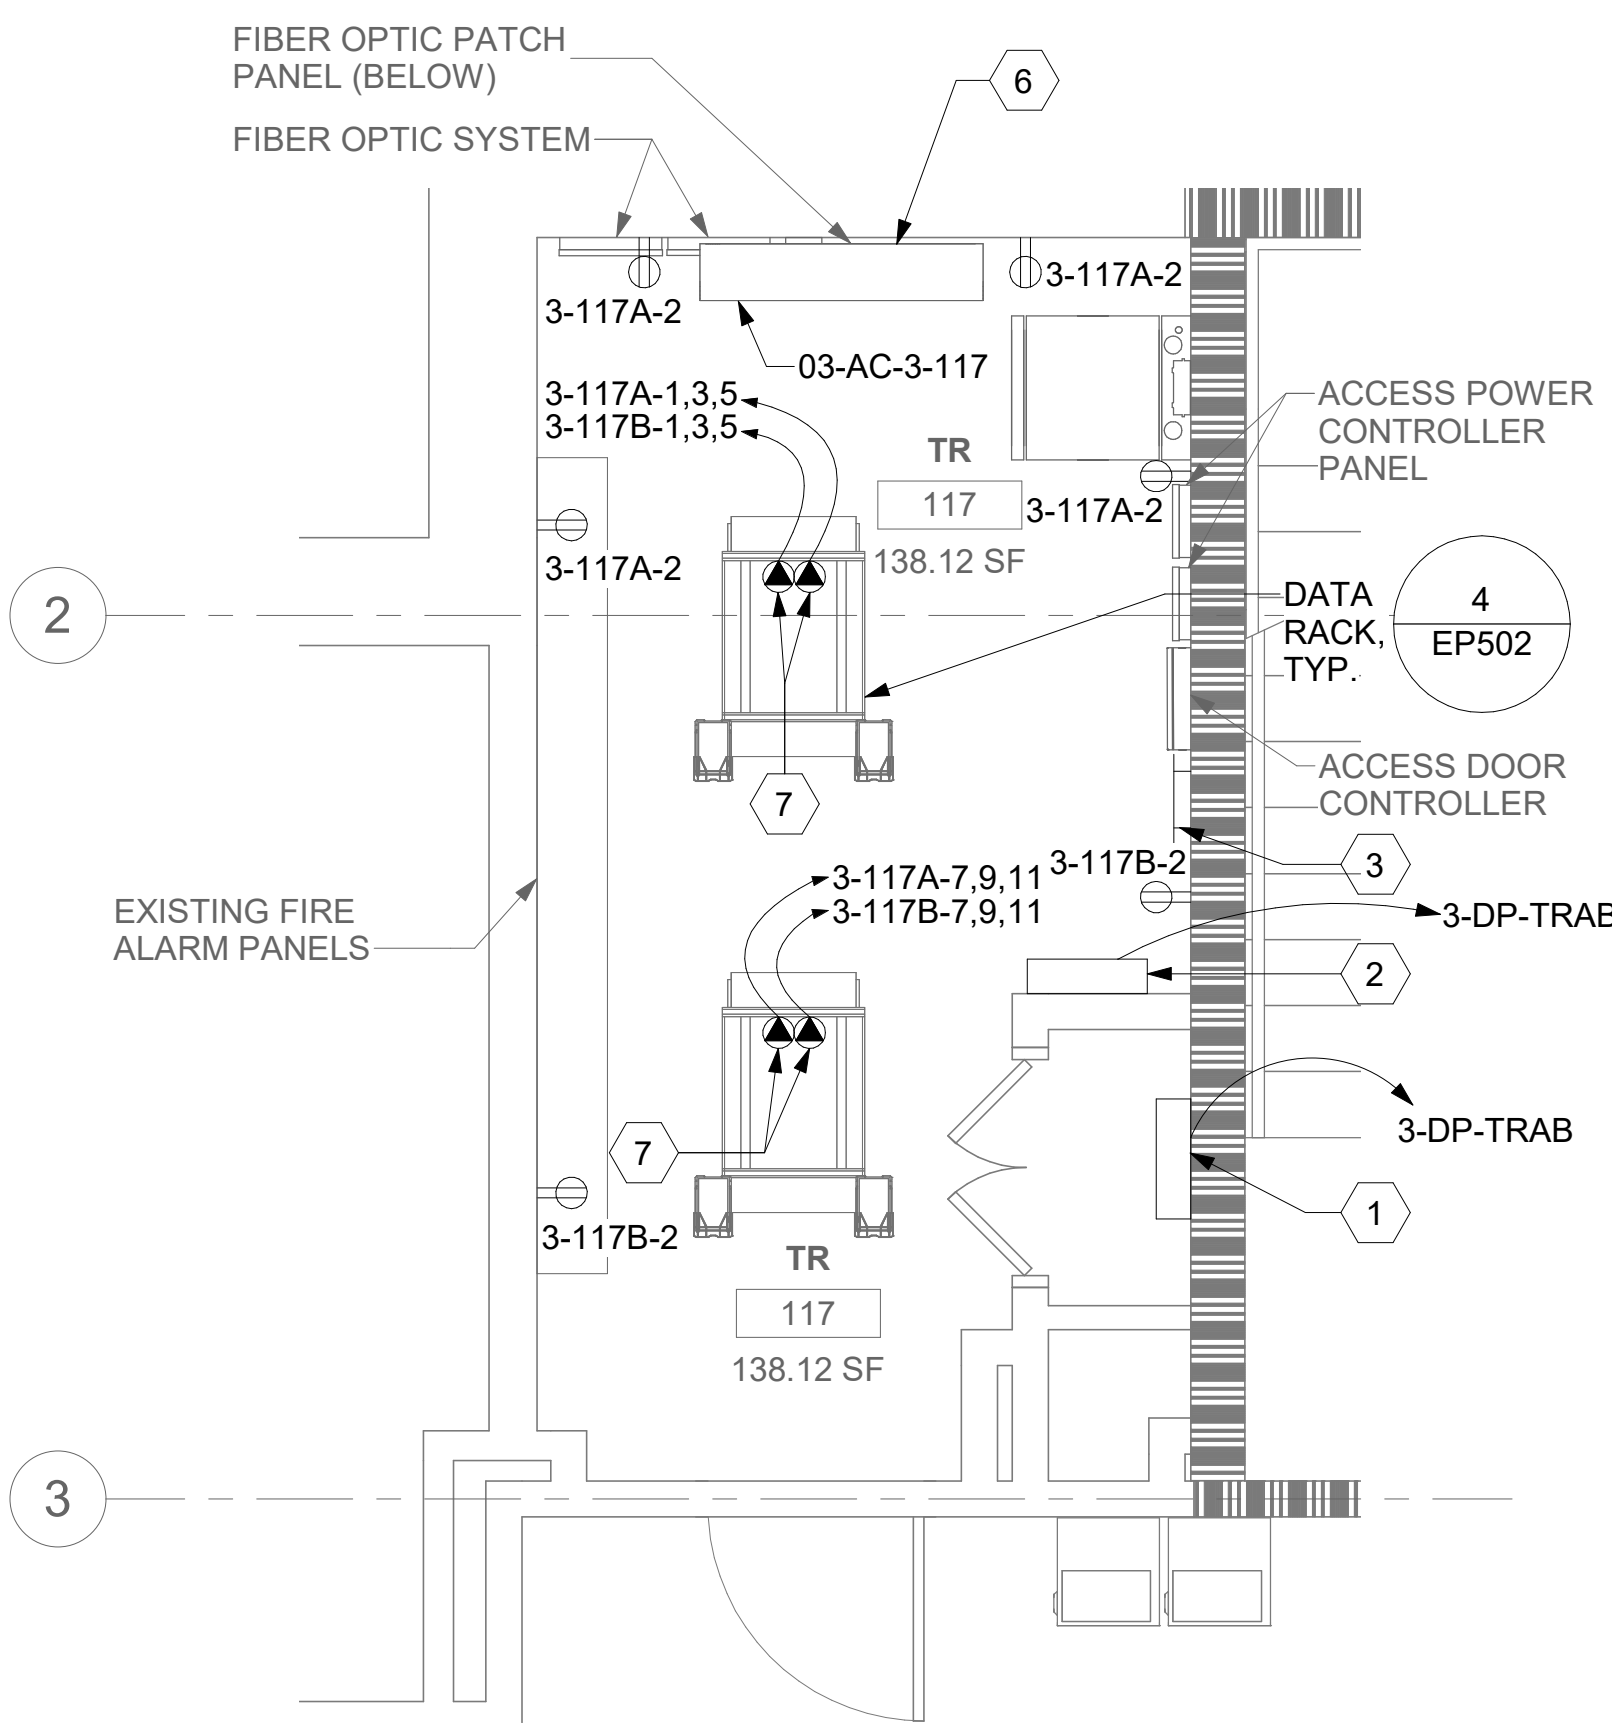 FIBER OPTIC PATCH
PANEL (BELOW)
6
FIBER OPTIC SYSTEM
3-117A-2
3-117A-2
03-AC-3-117
3-117A-1,3,5
3-117B-1,3,5
ACCESS POWER
CONTROLLER
PANEL
TR
117
138.12 SF
3-117A-2
3-117A-2
2
DATA
RACK,
TYP.
4
EP502
ACCESS DOOR
CONTROLLER
7
3
3-117B-2
3-117A-7,9,11
3-117B-7,9,11
EXISTING FIRE
ALARM PANELS
3-DP-TRAB
2
3-DP-TRAB
7
1
3-117B-2
TR
117
138.12 SF
3